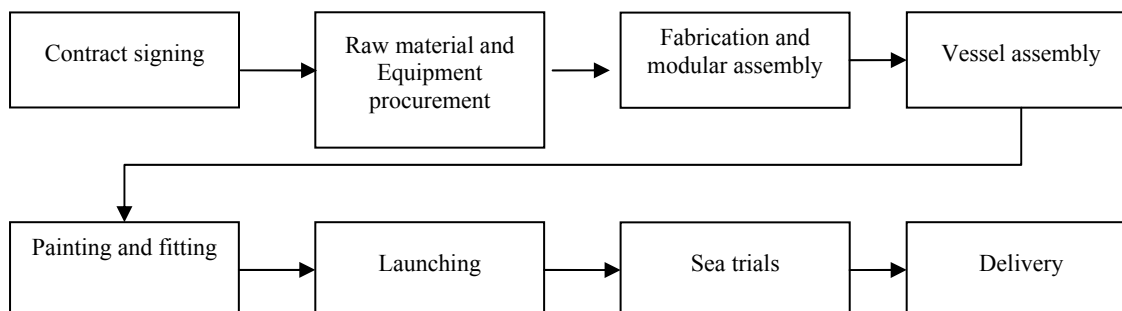 Contract signing
Raw material and
Equipment
procurement
Fabrication and
modular assembly
Vessel assembly
Painting and fitting
Launching
Sea trials
Delivery